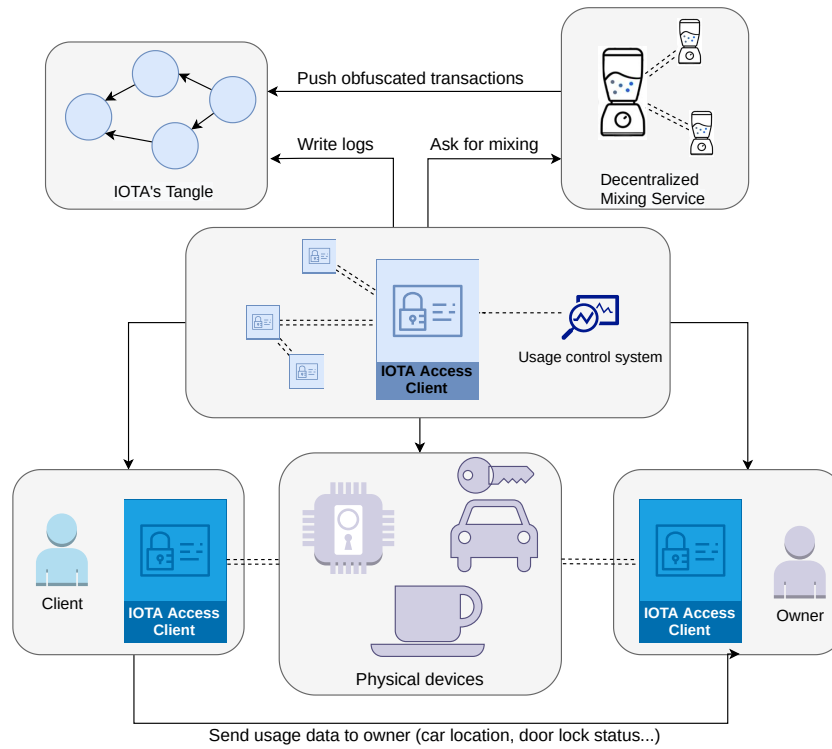 Push obfuscated transactions
Write logs
Ask for mixing
IOTA's Tangle
Decentralized
Mixing Service
Usage control system
IOTA Access
Client
Client
IOTA Access
Client
Physical devices
IOTA Access
Client
Owner
Send usage data to owner (car location, door lock status...)